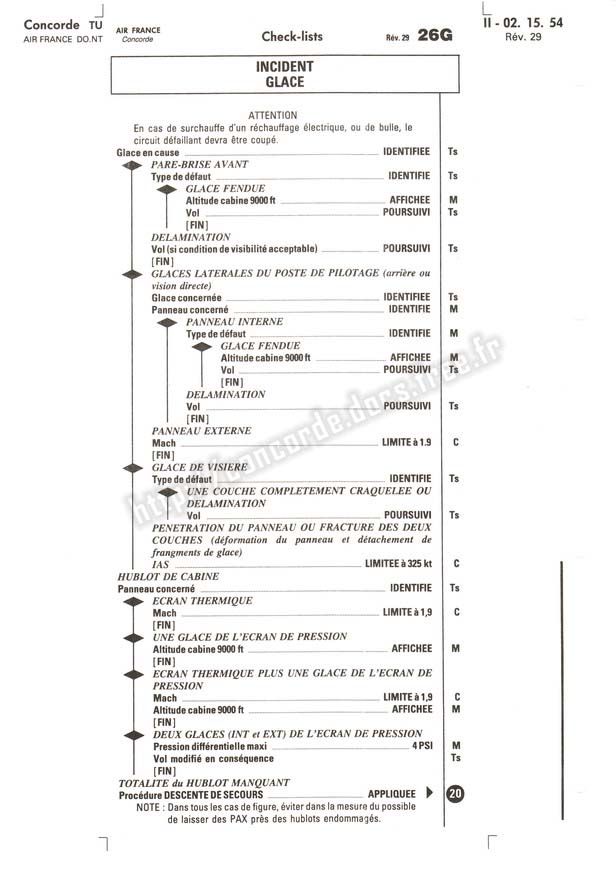 Concorde TU
AIR FRANCE DO.NT
AIR FRANCE
Concorde
Check-lists
Rév. 29 26G
II - 02. 15. 54
Rév. 29
INCIDENT
GLACE
ATTENTION
En cas de surchauffe d'un réchauffage électrique, ou de bulle, le
circuit défaillant devra être coupé.
Glace en cause IDENTIFIEE Ts
PARE-BRISE AVANT
Type de défaut IDENTIFIE Ts
GLACE FENDUE
Altitude cabine 9000 ft AFFICHEE M
Vol POURSUIVI Ts
[FIN]
DELAMINATION
Vol (si condition de visibilité acceptable) POURSUIVI Ts
[FIN]
GLACES LATERALES DU POSTE DE PILOTAGE (arrière ou
vision directe)
Glace concernée IDENTIFIEE Ts
Panneau concerné IDENTIFIE M
PANNEAU INTERNE
Type de défaut IDENTIFIE M
GLACE FENDUE
Altitude cabine 9000 ft AFFICHEE M
Vol POURSUIVI Ts
[FIN]
DELAMINATION
Vol POURSUIVI Ts
[FIN]
PANNEAU EXTERNE
Mach LIMITE à 1.9 C
[FIN]
GLACE DE VISIERE
Type de défaut IDENTIFIE Ts
UNE COUCHE COMPLETEMENT CRAQUELEE OU
DELAMINATION
Vol POURSUIVI Ts
PENETRATION DU PANNEAU OU FRACTURE DES DEUX
COUCHES (déformation du panneau et détachement de
frangments de glace)
IAS LIMITEE à 325 kt C
HUBLOT DE CABINE
Panneau concerné IDENTIFIE Ts
ECRAN THERMIQUE
Mach LIMITE à 1,9 C
[FIN]
UNE GLACE DE L'ECRAN DE PRESSION
Altitude cabine 9000 ft AFFICHEE M
[FIN]
ECRAN THERMIQUE PLUS UNE GLACE DE L'ECRAN DE
PRESSION
Mach LIMITE à 1,9 C
Altitude cabine 9000 ft AFFICHEE M
[FIN]
DEUX GLACES (INT et EXT) DE L'ECRAN DE PRESSION
Pression différentielle maxi 4 PSI M
Vol modifié en conséquence Ts
[FIN]
TOTALITE du HUBLOT MANQUANT
Procédure DESCENTE DE SECOURS APPLIQUEE 20
NOTE : Dans tous les cas de figure, éviter dans la mesure du possible
de laisser des PAX près des hublots endommagés.
http://concorde.docs.free.fr